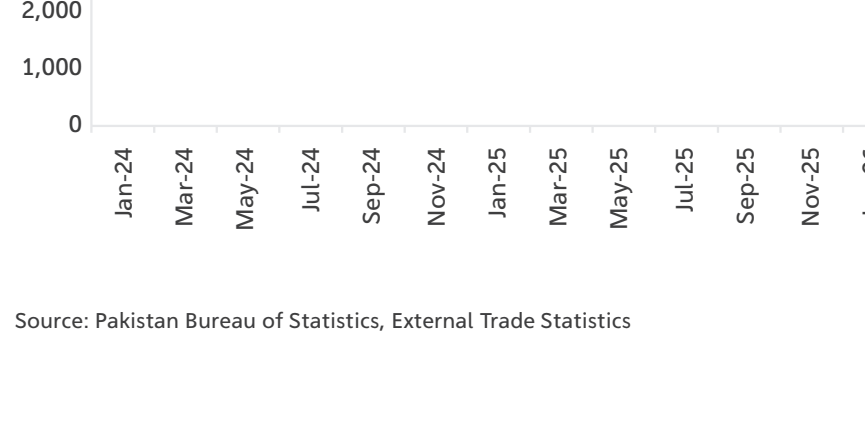 2,000
1,000
0
Jan-24
Mar-24
May-24
Jul-24
Sep-24
Nov-24
Jan-25
Mar-25
May-25
Jul-25
Sep-25
Nov-25
Source: Pakistan Bureau of Statistics, External Trade Statistics